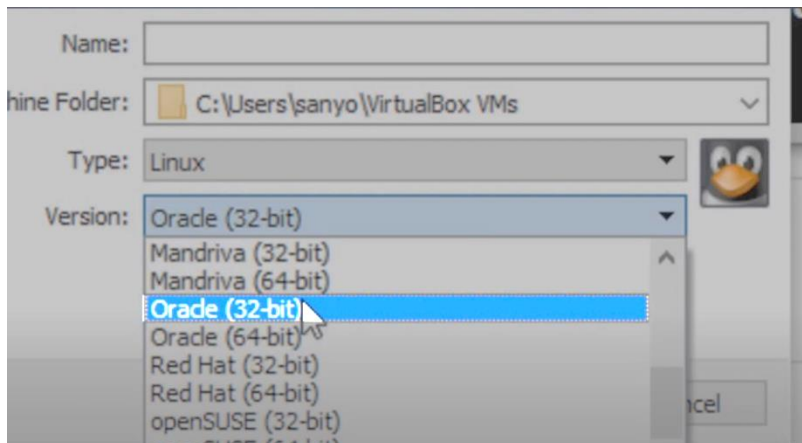 Name:
hine Folder: C:\Users\sanyo\VirtualBox VMs
Type: Linux
Version: Oracle (32-bit)
Mandriva (32-bit)
Mandriva (64-bit)
Oracle (32-bit)
Oracle (64-bit)
Red Hat (32-bit)
Red Hat (64-bit)
openSUSE (32-bit)
ncel